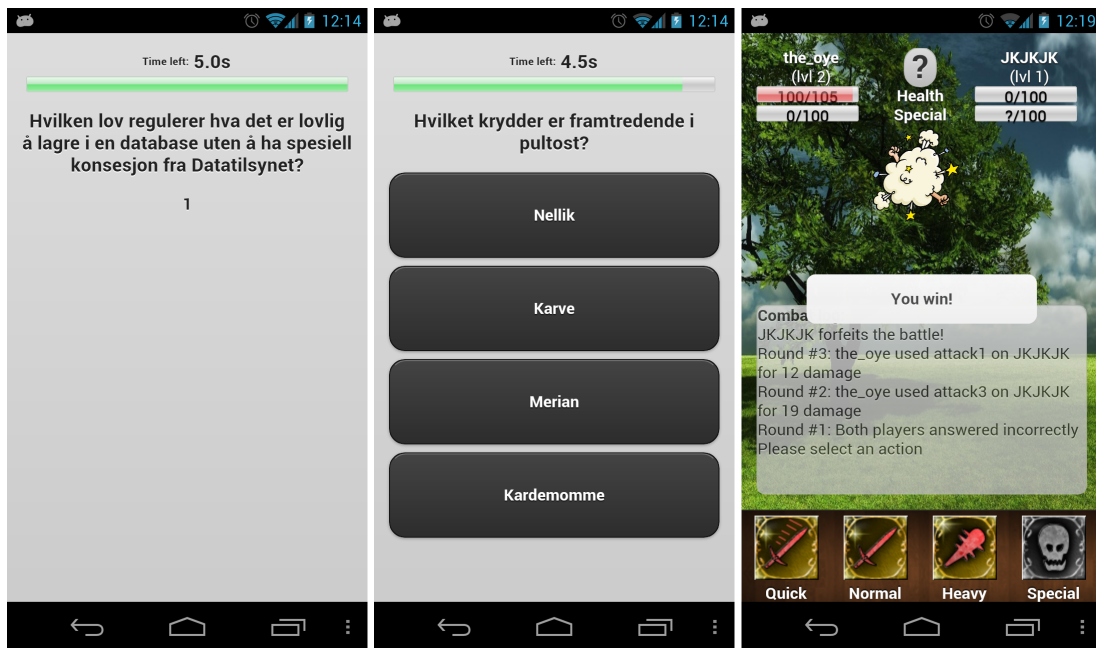 12:14
Time left: 5.0s
Hvilken lov regulerer hva det er lovlig
å lagre i en database uten å ha spesiell
konsesjon fra Datatilsynet?
1
12:14
Time left: 4.5s
Hvilket krydder er framtredende i
pultost?
Nellik
Karve
Merian
Kardemomme
12:19
the_oye
(lvl 2)
100/105
0/100
?
Health
Special
JKJKJK
(lvl 1)
0/100
?/100
You win!
Comba
JKJKJK forfeits the battle!
Round #3: the_oye used attack1 on JKJKJK
for 12 damage
Round #2: the_oye used attack3 on JKJKJK
for 19 damage
Round #1: Both players answered incorrectly
Please select an action
Quick
Normal
Heavy
Special